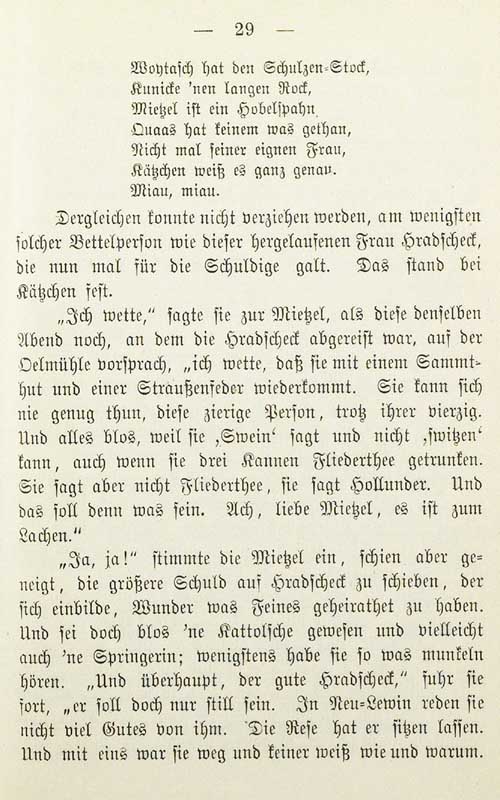 — 29 —
Woytasch hat den Schulzen-Stock,
Kunicke 'nen langen Rock,
Mietzel ist ein Hobelspahn,
Quaas hat keinem was gethan,
Nicht mal seiner eignen Frau,
Kätzchen weiß es ganz genau.
Miau, miau.
Dergleichen konnte nicht verziehen werden, am wenigsten
solcher Bettelperson wie dieser hergelaufenen Frau Hradscheck,
die nun mal für die Schuldige galt. Das stand bei
Kätzchen fest.
„Ich wette,“ sagte sie zur Mietzel, als diese denselben
Abend noch, an dem die Hradscheck abgereist war, auf der
Oelmühle vorsprach, „ich wette, daß sie mit einem Sammt-
hut und einer Straußenfeder wiederkommt. Sie kann sich
nie genug thun, diese zierige Person, trotz ihrer vierzig.
Und alles blos, weil sie ‚Swein‘ sagt und nicht ‚switzen‘
kann, auch wenn sie drei Kannen Fliederthee getrunken.
Sie sagt aber nicht Fliederthee, sie sagt Hollunder. Und
das soll denn was sein. Ach, liebe Mietzel, es ist zum
Lachen.“
„Ja, ja!“ stimmte die Mietzel ein, schien aber ge-
neigt, die größere Schuld auf Hradscheck zu schieben, der
sich einbilde, Wunder was Feines geheirathet zu haben.
Und sei doch blos 'ne Kattolsche gewesen und vielleicht
auch 'ne Springerin; wenigstens habe sie so was munkeln
hören. „Und überhaupt, der gute Hradscheck,“ fuhr sie
fort, „er soll doch nur still sein. In Neu-Lewin reden sie
nicht viel Gutes von ihm. Die Rese hat er sitzen lassen.
Und mit eins war sie weg und keiner weiß wie und warum.